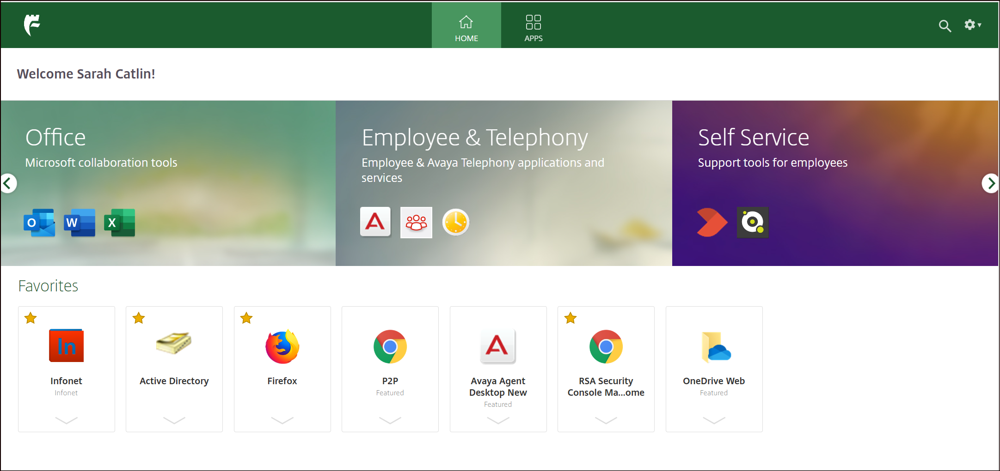 HOME
APPS
Welcome Sarah Catlin!
Office
Microsoft collaboration tools
O
W
X
Employee & Telephony
Employee & Avaya Telephony applications and
services
A
Self Service
Support tools for employees
Favorites
In
Infonet
Infonet
Active Directory
Firefox
P2P
Featured
A
Avaya Agent
Desktop New
Featured
RSA Security
Console Ma...ome
OneDrive Web
Featured